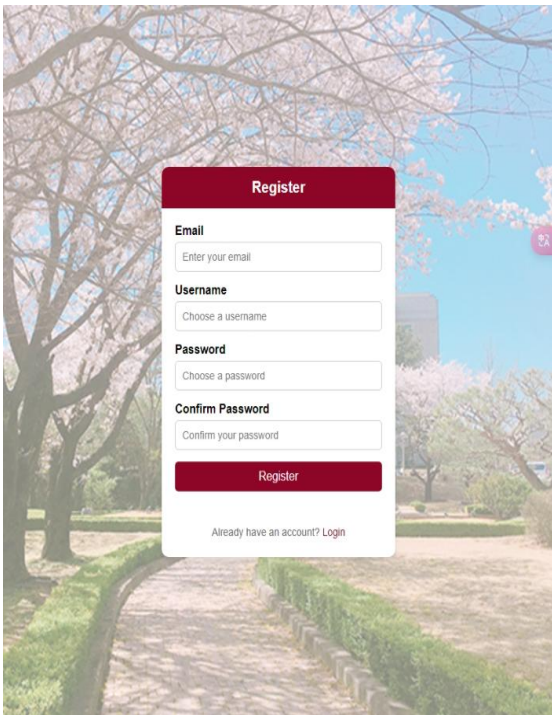 Register
Email
Enter your email
Username
Choose a username
Password
Choose a password
Confirm Password
Confirm your password
Register
Already have an account? Login